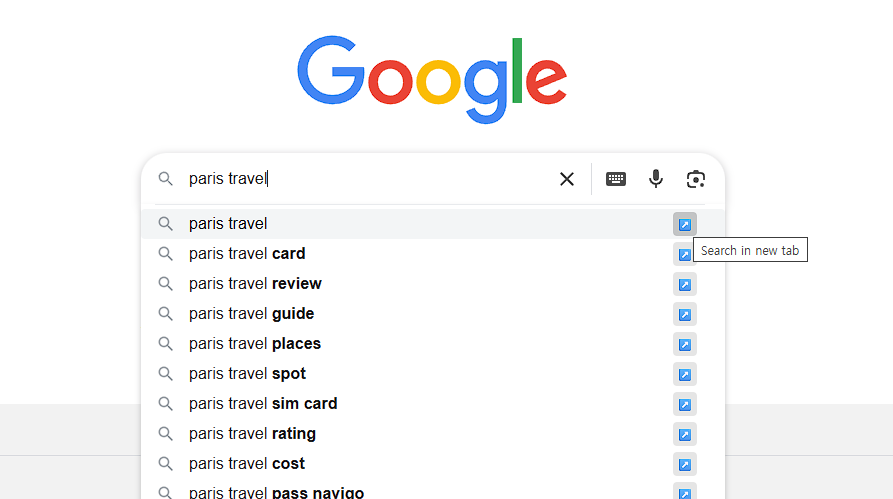 Google
paris travel
paris travel
Search in new tab
paris travel card
paris travel review
paris travel guide
paris travel places
paris travel spot
paris travel sim card
paris travel rating
paris travel cost
paris travel pass navigo